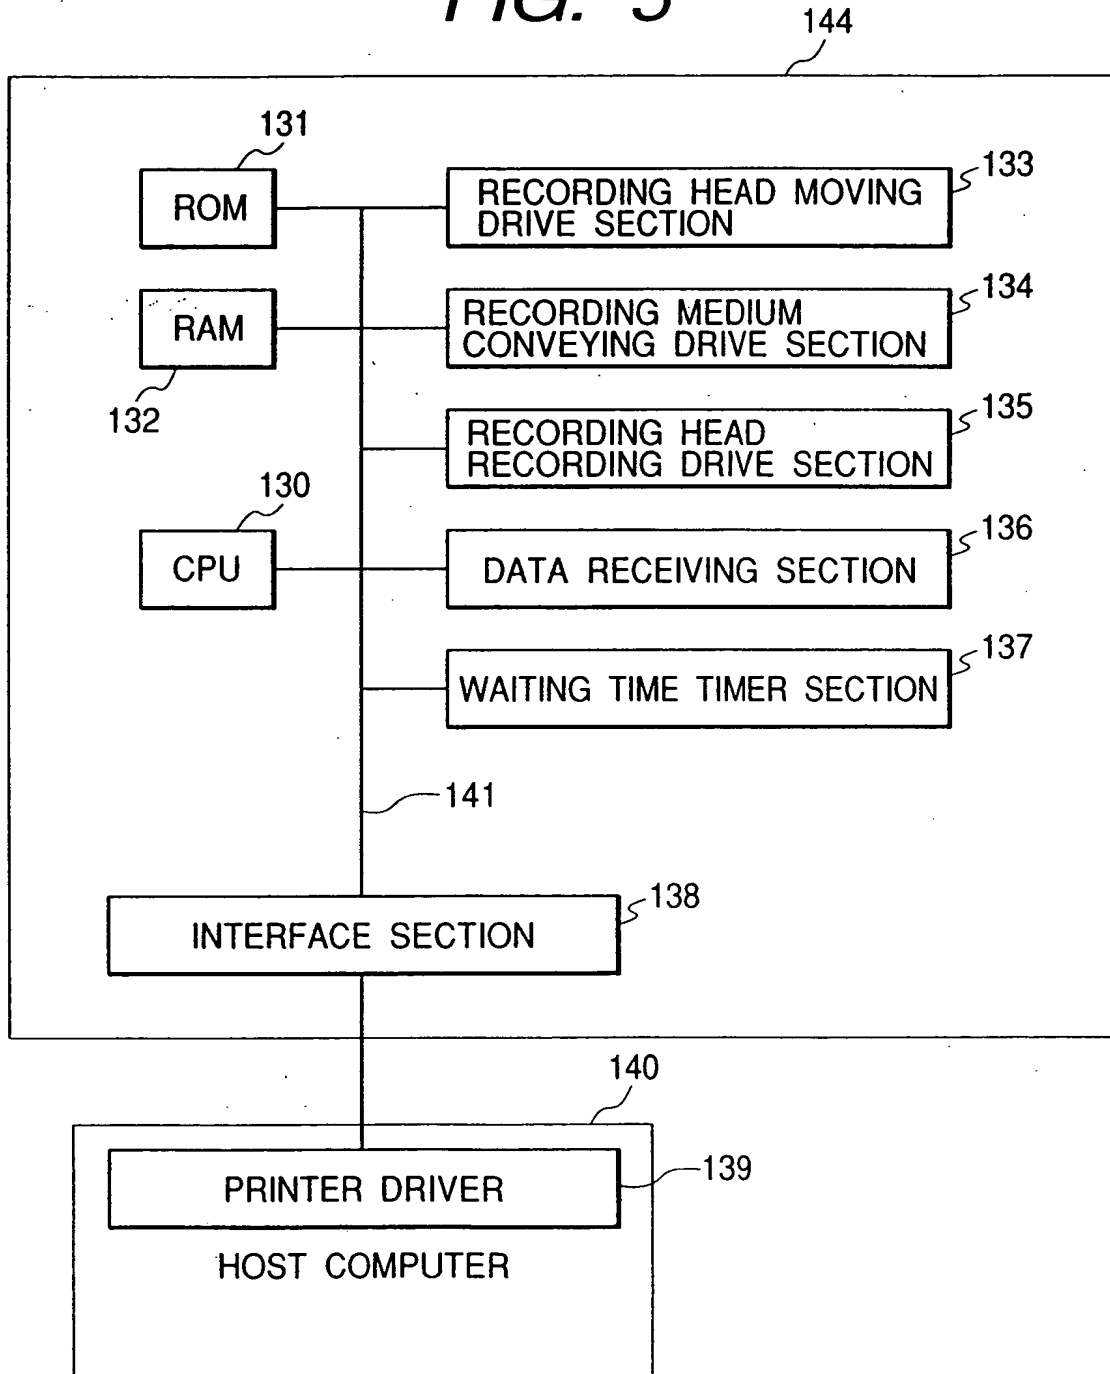 FIG. 5
144
131
ROM
133
RECORDING HEAD MOVING
DRIVE SECTION
RAM
132
134
RECORDING MEDIUM
CONVEYING DRIVE SECTION
135
RECORDING HEAD
RECORDING DRIVE SECTION
130
CPU
136
DATA RECEIVING SECTION
137
WAITING TIME TIMER SECTION
141
138
INTERFACE SECTION
140
139
PRINTER DRIVER
HOST COMPUTER